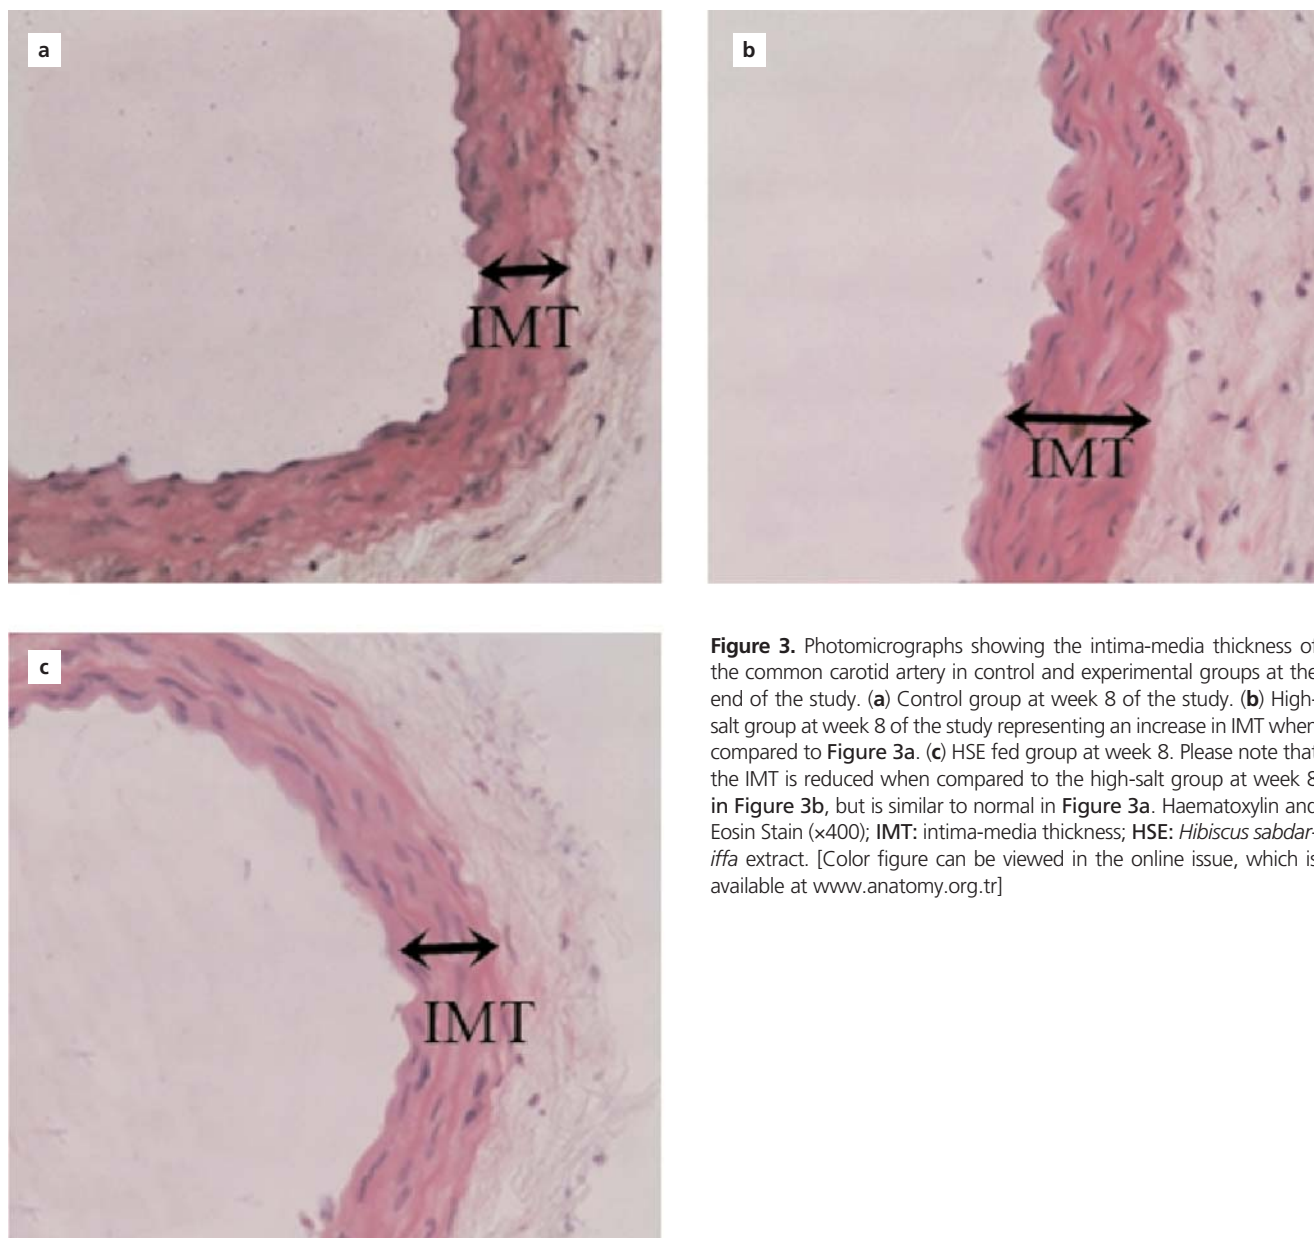 a
IMT
b
IMT
c
IMT
Figure 3. Photomicrographs showing the intima-media thickness of
the common carotid artery in control and experimental groups at the
end of the study. (a) Control group at week 8 of the study. (b) High-
salt group at week 8 of the study representing an increase in IMT when
compared to Figure 3a. (c) HSE fed group at week 8. Please note that
the IMT is reduced when compared to the high-salt group at week 8
in Figure 3b, but is similar to normal in Figure 3a. Haematoxylin and
Eosin Stain (×400); IMT: intima-media thickness; HSE: Hibiscus sabdar-
iffa extract. [Color figure can be viewed in the online issue, which is
available at www.anatomy.org.tr]